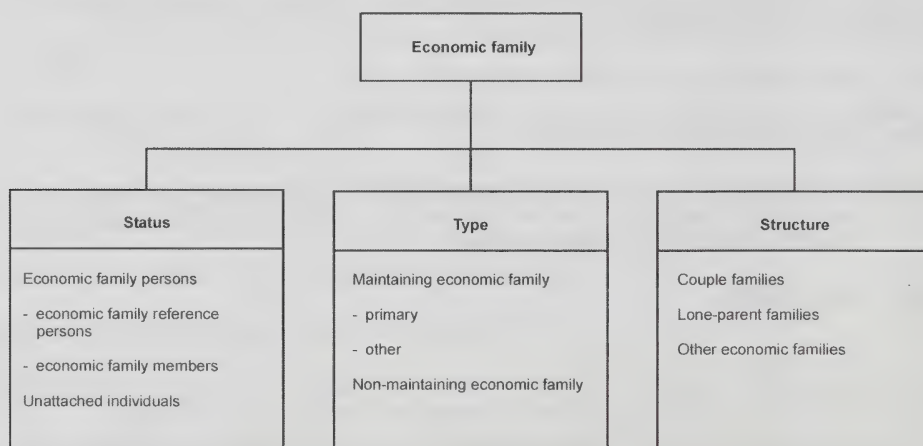 Economic family
Status
Economic family persons
- economic family reference
persons
- economic family members
Unattached individuals
Type
Maintaining economic family
- primary
- other
Non-maintaining economic family
Structure
Couple families
Lone-parent families
Other economic families